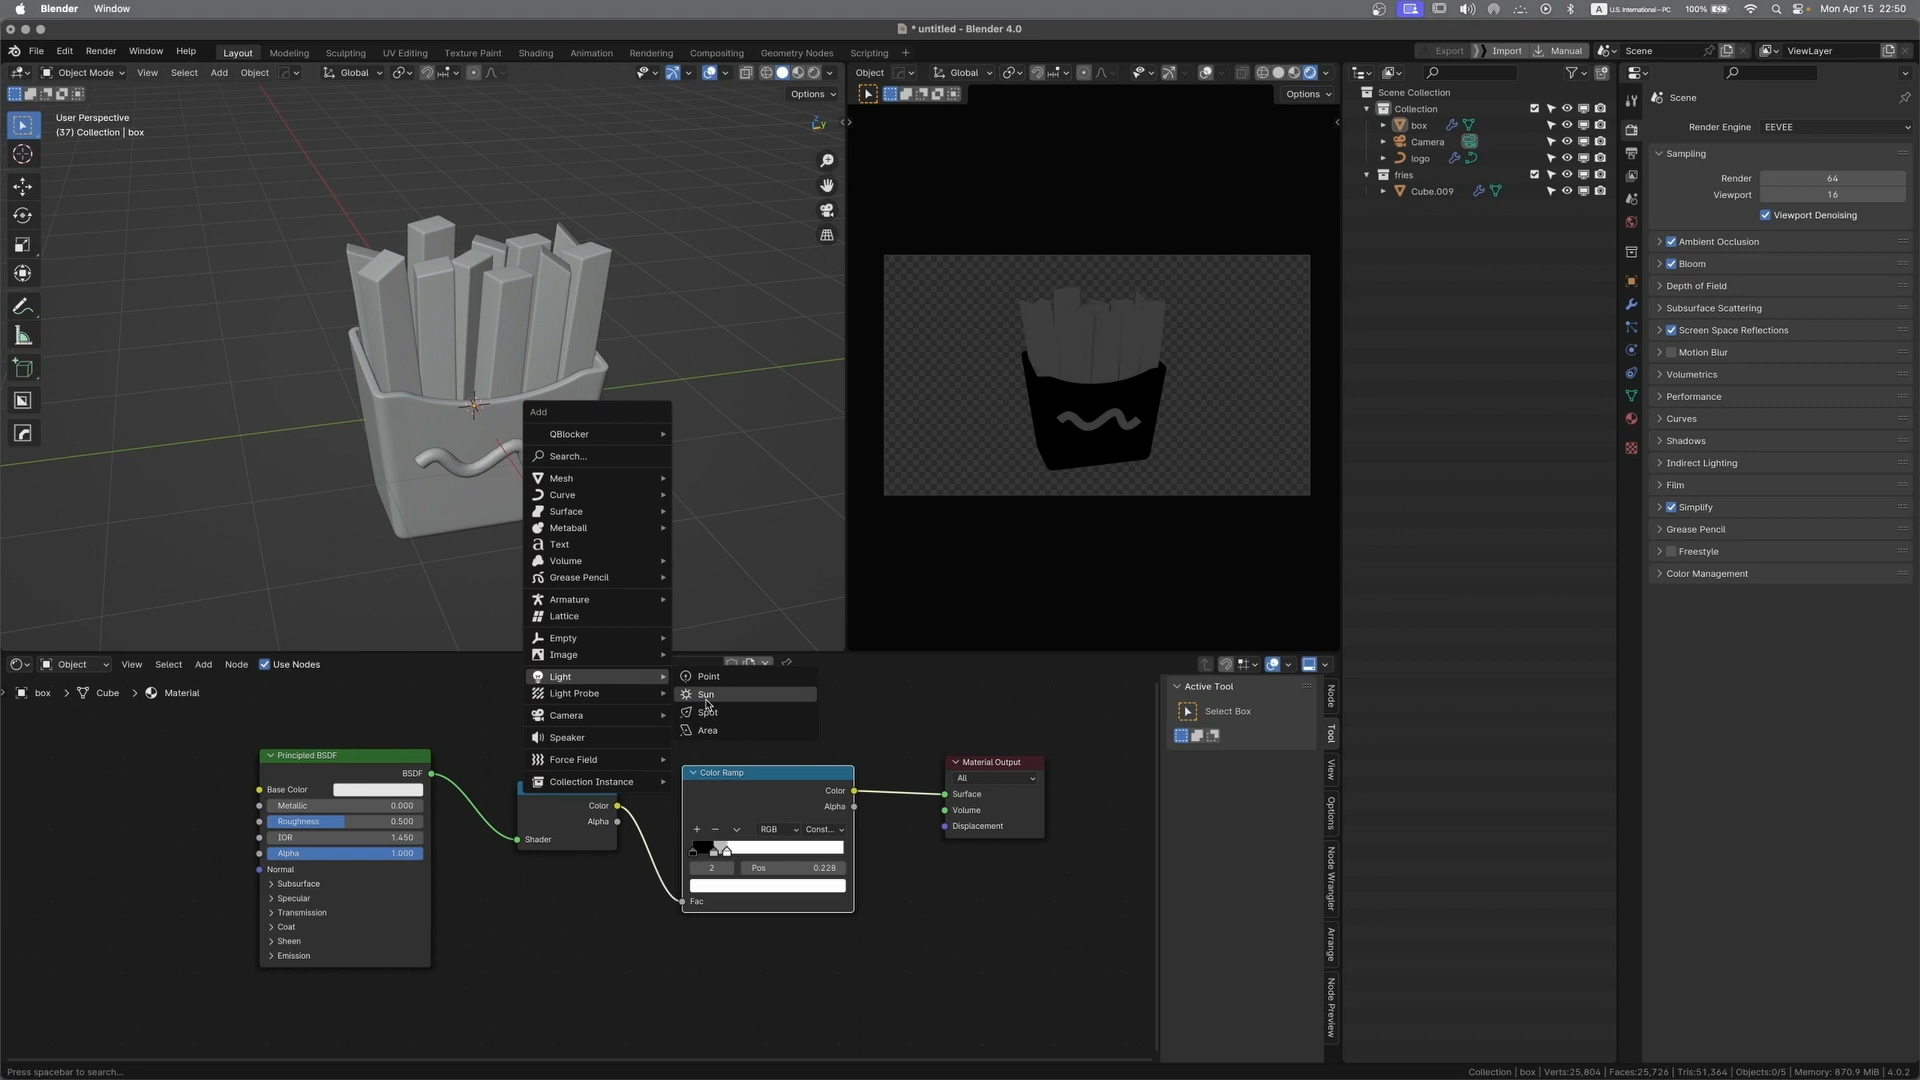 Blender Window
U.S. International – PC 100% Mon Apr 15 22:50
* untitled - Blender 4.0
File Edit Render Window Help Layout Modeling Sculpting UV Editing Texture Paint Shading Animation Rendering Compositing Geometry Nodes Scripting + Export Import Manual Scene ViewLayer
Object Mode View Select Add Object Global
Object Global
Options
Options
User Perspective
(37) Collection | box
Scene Collection
Collection
box
Camera
logo
fries
Cube.009
Scene
Render Engine EEVEE
Sampling
Render 64
Viewport 16
Viewport Denoising
Ambient Occlusion
Bloom
Depth of Field
Subsurface Scattering
Screen Space Reflections
Motion Blur
Volumetrics
Performance
Curves
Shadows
Indirect Lighting
Film
Simplify
Grease Pencil
Freestyle
Color Management
Add
QBlocker
Search...
Mesh
Curve
Surface
Metaball
Text
Volume
Grease Pencil
Armature
Lattice
Empty
Image
Light
Light Probe
Camera
Speaker
Force Field
Collection Instance
Point
Sun
Spot
Area
Object View Select Add Node Use Nodes
box Cube Material
Principled BSDF
BSDF
Base Color
Metallic 0.000
Roughness 0.500
IOR 1.450
Alpha 1.000
Normal
Subsurface
Specular
Transmission
Coat
Sheen
Emission
Color
Alpha
Shader
Color Ramp
Color
Alpha
RGB Const...
2 Pos 0.228
Fac
Material Output
All
Surface
Volume
Displacement
Active Tool
Select Box
Node
Tool
View
Options
Node Wrangler
Arrange
Node Preview
Press spacebar to search...
Collection | box | Verts:25,804 | Faces:25,726 | Tris:51,364 | Objects:0/5 | Memory: 870.9 MiB | 4.0.2